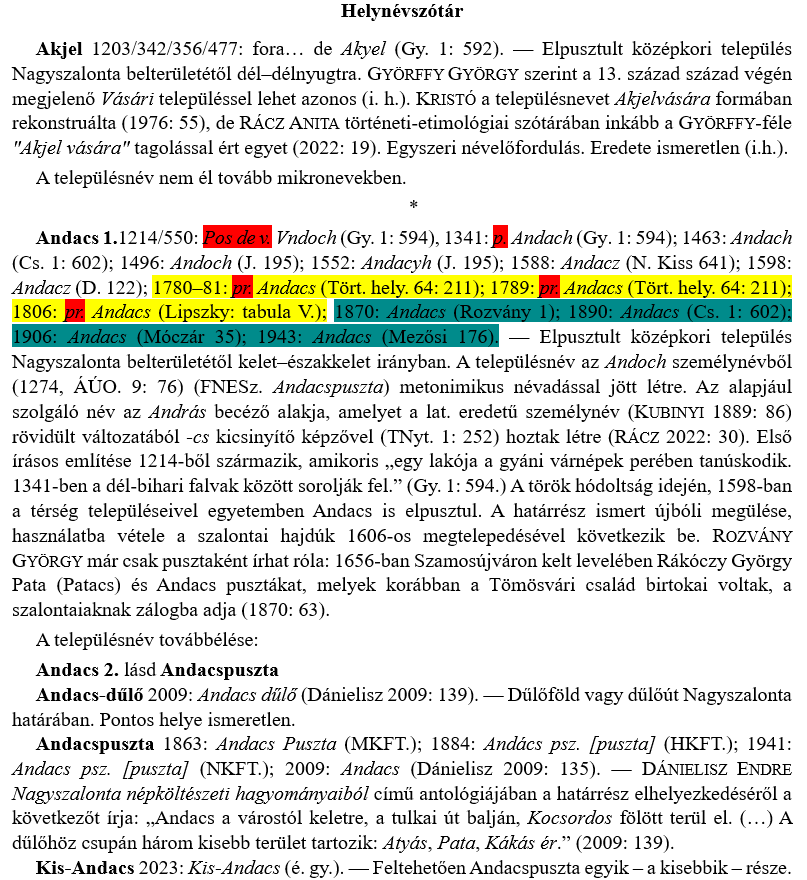 Helynévszótár
Akjel 1203/342/356/477: fora… de Akyel (Gy. 1: 592). — Elpusztult középkori település
Nagyszalonta belterületétől dél–délnyugtra. GYÖRFFY GYÖRGY szerint a 13. század század végén
megjelenő Vásári településsel lehet azonos (i. h.). KRISTÓ a településnevet Akjelvására formában
rekonstruálta (1976: 55), de RÁCZ ANITA történeti-etimológiai szótárában inkább a GYÖRFFY-féle
"Akjel vására" tagolással ért egyet (2022: 19). Egyszeri névelőfordulás. Eredete ismeretlen (i.h.).
A településnév nem él tovább mikronevekben.
*
Andacs 1.1214/550: Pos de v. Vndoch (Gy. 1: 594), 1341: p. Andach (Gy. 1: 594); 1463: Andach
(Cs. 1: 602); 1496: Andoch (J. 195); 1552: Andacyh (J. 195); 1588: Andacz (N. Kiss 641); 1598:
Andacz (D. 122); 1780–81: pr. Andacs (Tört. hely. 64: 211); 1789: pr. Andacs (Tört. hely. 64: 211);
1806: pr. Andacs (Lipszky: tabula V.); 1870: Andacs (Rozvány 1); 1890: Andacs (Cs. 1: 602);
1906: Andacs (Móczár 35); 1943: Andacs (Mezősi 176). — Elpusztult középkori település
Nagyszalonta belterületétől kelet–északkelet irányban. A településnév az Andoch személynévből
(1274, ÁÚO. 9: 76) (FNESz. Andacspuszta) metonimikus névadással jött létre. Az alapjául
szolgáló név az András becéző alakja, amelyet a lat. eredetű személynév (KUBINYI 1889: 86)
rövidült változatából -cs kicsinyítő képzővel (TNyt. 1: 252) hoztak létre (RÁCZ 2022: 30). Első
írásos említése 1214-ből származik, amikoris „egy lakója a gyáni várnépek perében tanúskodik.
1341-ben a dél-bihari falvak között sorolják fel.” (Gy. 1: 594.) A török hódoltság idején, 1598-ban
a térség településeivel egyetemben Andacs is elpusztul. A határrész ismert újbóli megülése,
használatba vétele a szalontai hajdúk 1606-os megtelepedésével következik be. ROZVÁNY
GYÖRGY már csak pusztaként írhat róla: 1656-ban Szamosújváron kelt levelében Rákóczy György
Pata (Patacs) és Andacs pusztákat, melyek korábban a Tömösvári család birtokai voltak, a
szalontaiaknak zálogba adja (1870: 63).
A településnév továbbélése:
Andacs 2. lásd Andacspuszta
Andacs-dűlő 2009: Andacs dűlő (Dánielisz 2009: 139). — Dűlőföld vagy dűlőút Nagyszalonta
határában. Pontos helye ismeretlen.
Andacspuszta 1863: Andacs Puszta (MKFT.); 1884: Andács psz. [puszta] (HKFT.); 1941:
Andacs psz. [puszta] (NKFT.); 2009: Andacs (Dánielisz 2009: 135). — DÁNIELISZ ENDRE
Nagyszalonta népköltészeti hagyományaiból című antológiájában a határrész elhelyezkedéséről a
következőt írja: „Andacs a várostól keletre, a tulkai út balján, Kocsordos fölött terül el. (…) A
dűlőhöz csupán három kisebb terület tartozik: Atyás, Pata, Kákás ér.” (2009: 139).
Kis-Andacs 2023: Kis-Andacs (é. gy.). — Feltehetően Andacspuszta egyik – a kisebbik – része.